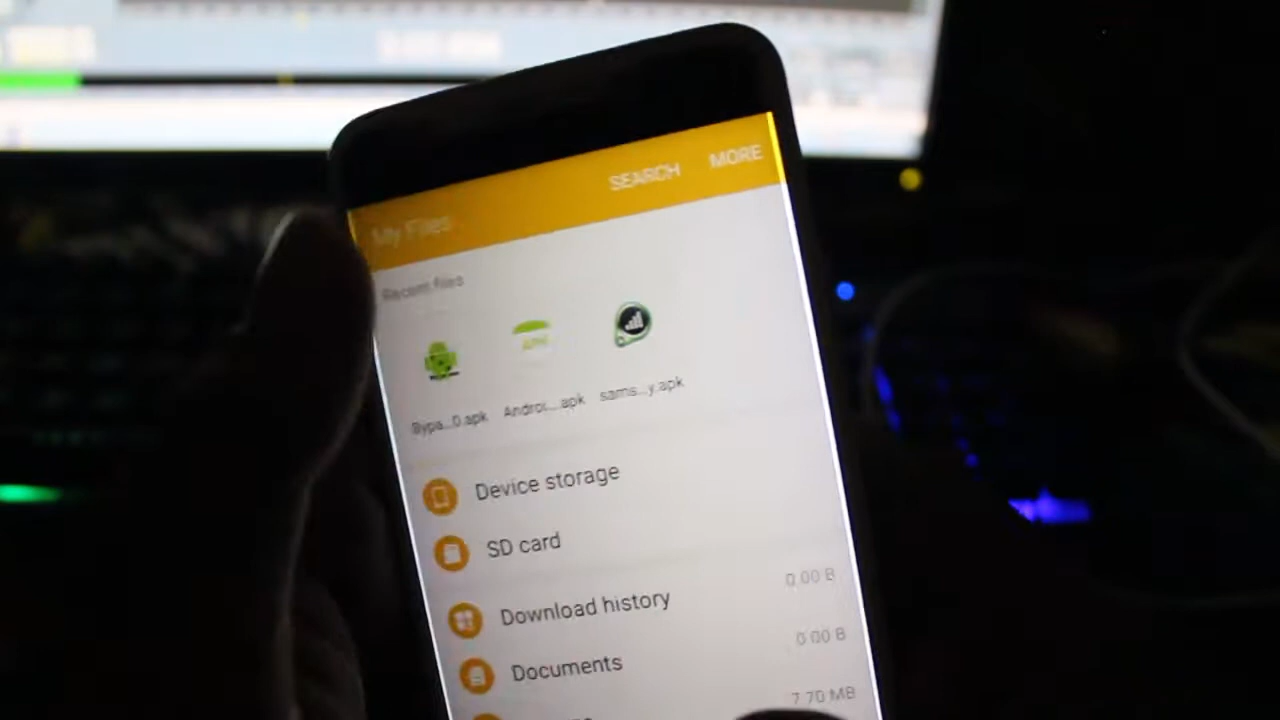 SEARCH MORE
My Files
Recent files
Bypa...0.apk Androi....apk sams...y.apk
Device storage
SD card
Download history 0.00 B
Documents 0.00 B
7.70 MB